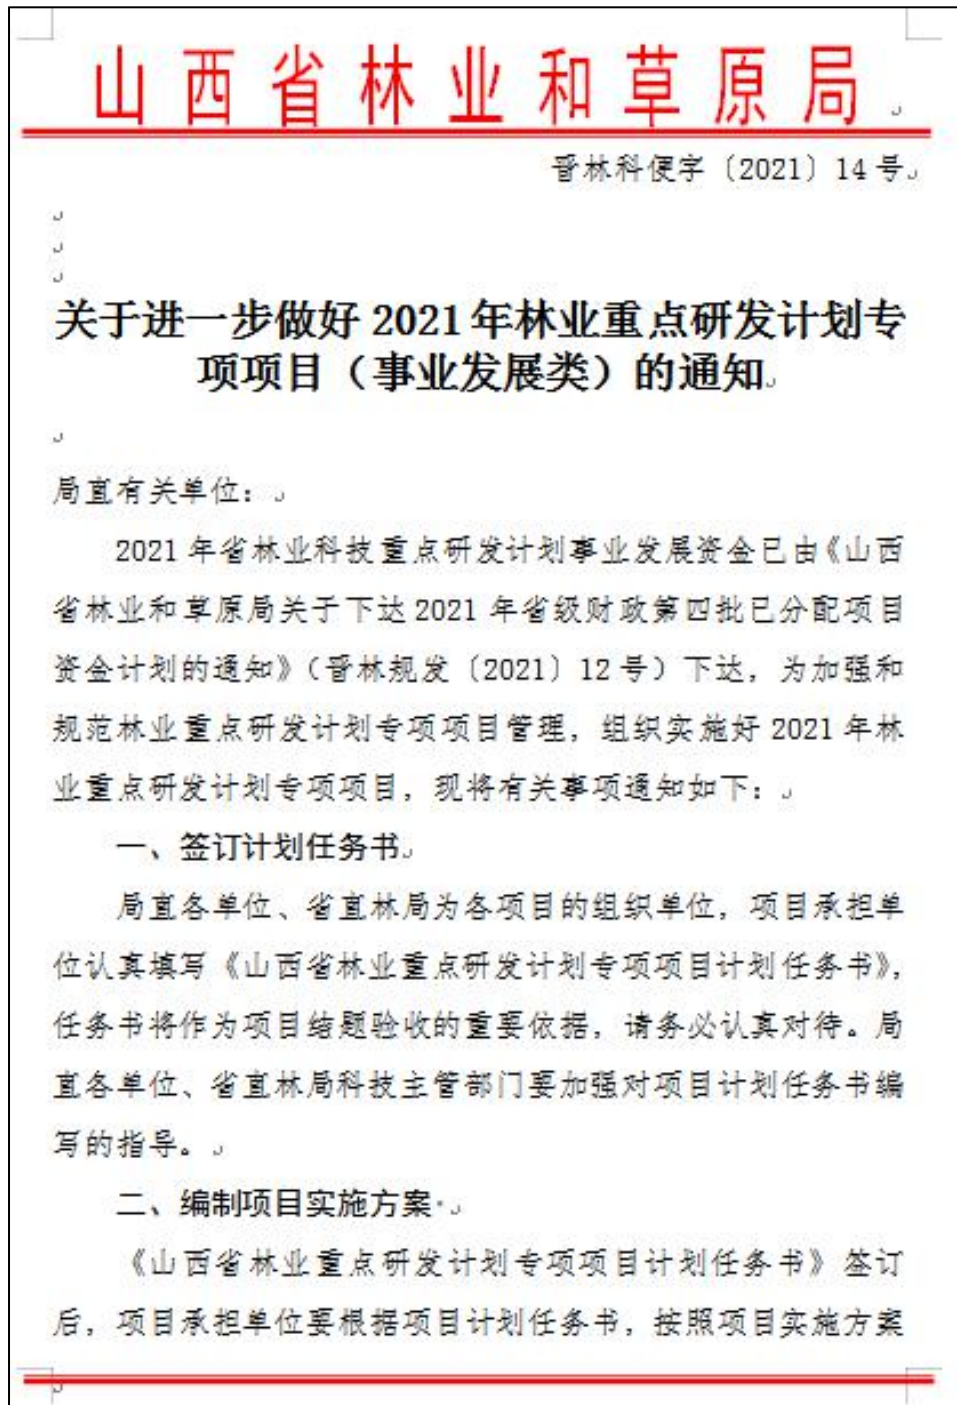 山西省林业和草原局
晋林科便字〔2021〕14号
关于进一步做好2021年林业重点研发计划专
项项目（事业发展类）的通知
局直有关单位：
2021年省林业科技重点研发计划事业发展资金已由《山西
省林业和草原局关于下达2021年省级财政第四批已分配项目
资金计划的通知》（晋林规发〔2021〕12号）下达，为加强和
规范林业重点研发计划专项项目管理，组织实施好2021年林
业重点研发计划专项项目，现将有关事项通知如下：
一、签订计划任务书
局直各单位、省直林局为各项目的组织单位，项目承担单
位认真填写《山西省林业重点研发计划专项项目计划任务书》，
任务书将作为项目结题验收的重要依据，请务必认真对待。局
直各单位、省直林局科技主管部门要加强对项目计划任务书编
写的指导。
二、编制项目实施方案
《山西省林业重点研发计划专项项目计划任务书》签订
后，项目承担单位要根据项目计划任务书，按照项目实施方案